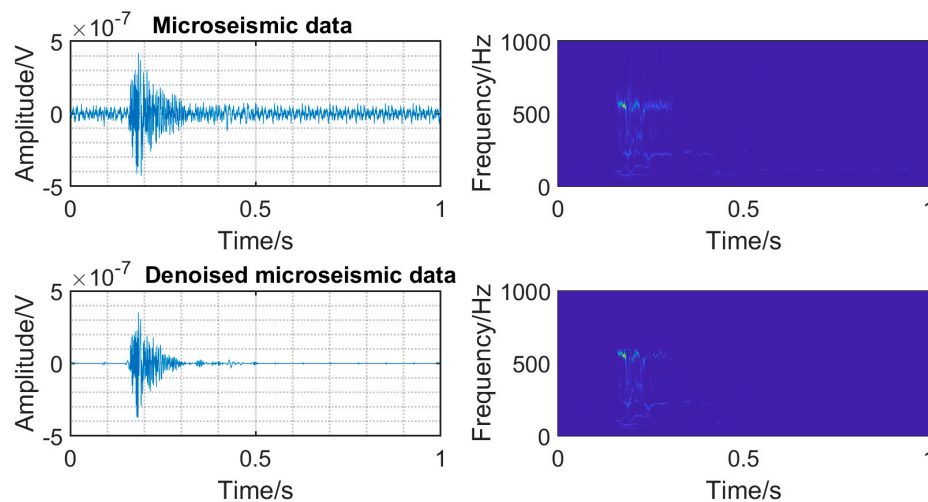 ×10⁻⁷ Microseismic data
Amplitude/V
5
0
-5
0 0.5 1
Time/s
Frequency/Hz
1000
500
0
0 0.5 1
Time/s
×10⁻⁷ Denoised microseismic data
Amplitude/V
5
0
-5
0 0.5 1
Time/s
Frequency/Hz
1000
500
0
0 0.5 1
Time/s